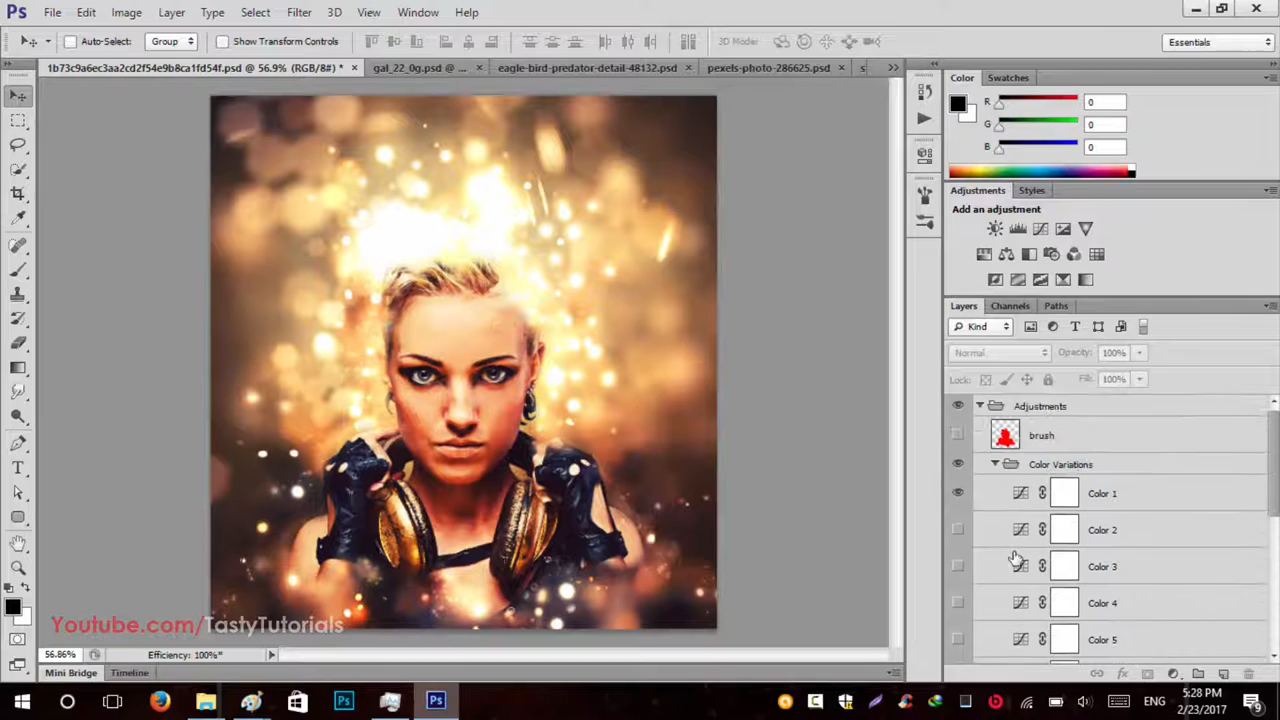 Ps File Edit Image Layer Type Select Filter 3D View Window Help
Auto-Select: Group Show Transform Controls 3D Mode: Essentials
1b73c9a6ec3aa2cd2f54e9b8ca1fd54f.psd @ 56.9% (RGB/8#) * × gal_22_0g.psd @ ... × eagle-bird-predator-detail-48132.psd × pexels-photo-286625.psd ×
Color Swatches
R 0
G 0
B 0
Adjustments Styles
Add an adjustment
Layers Channels Paths
Kind
Normal Opacity: 100%
Lock: Fill: 100%
Adjustments
brush
Color Variations
Color 1
Color 2
Color 3
Color 4
Color 5
Youtube.com/TastyTutorials
56.86% Efficiency: 100%*
Mini Bridge Timeline
ENG 5:28 PM
2/23/2017